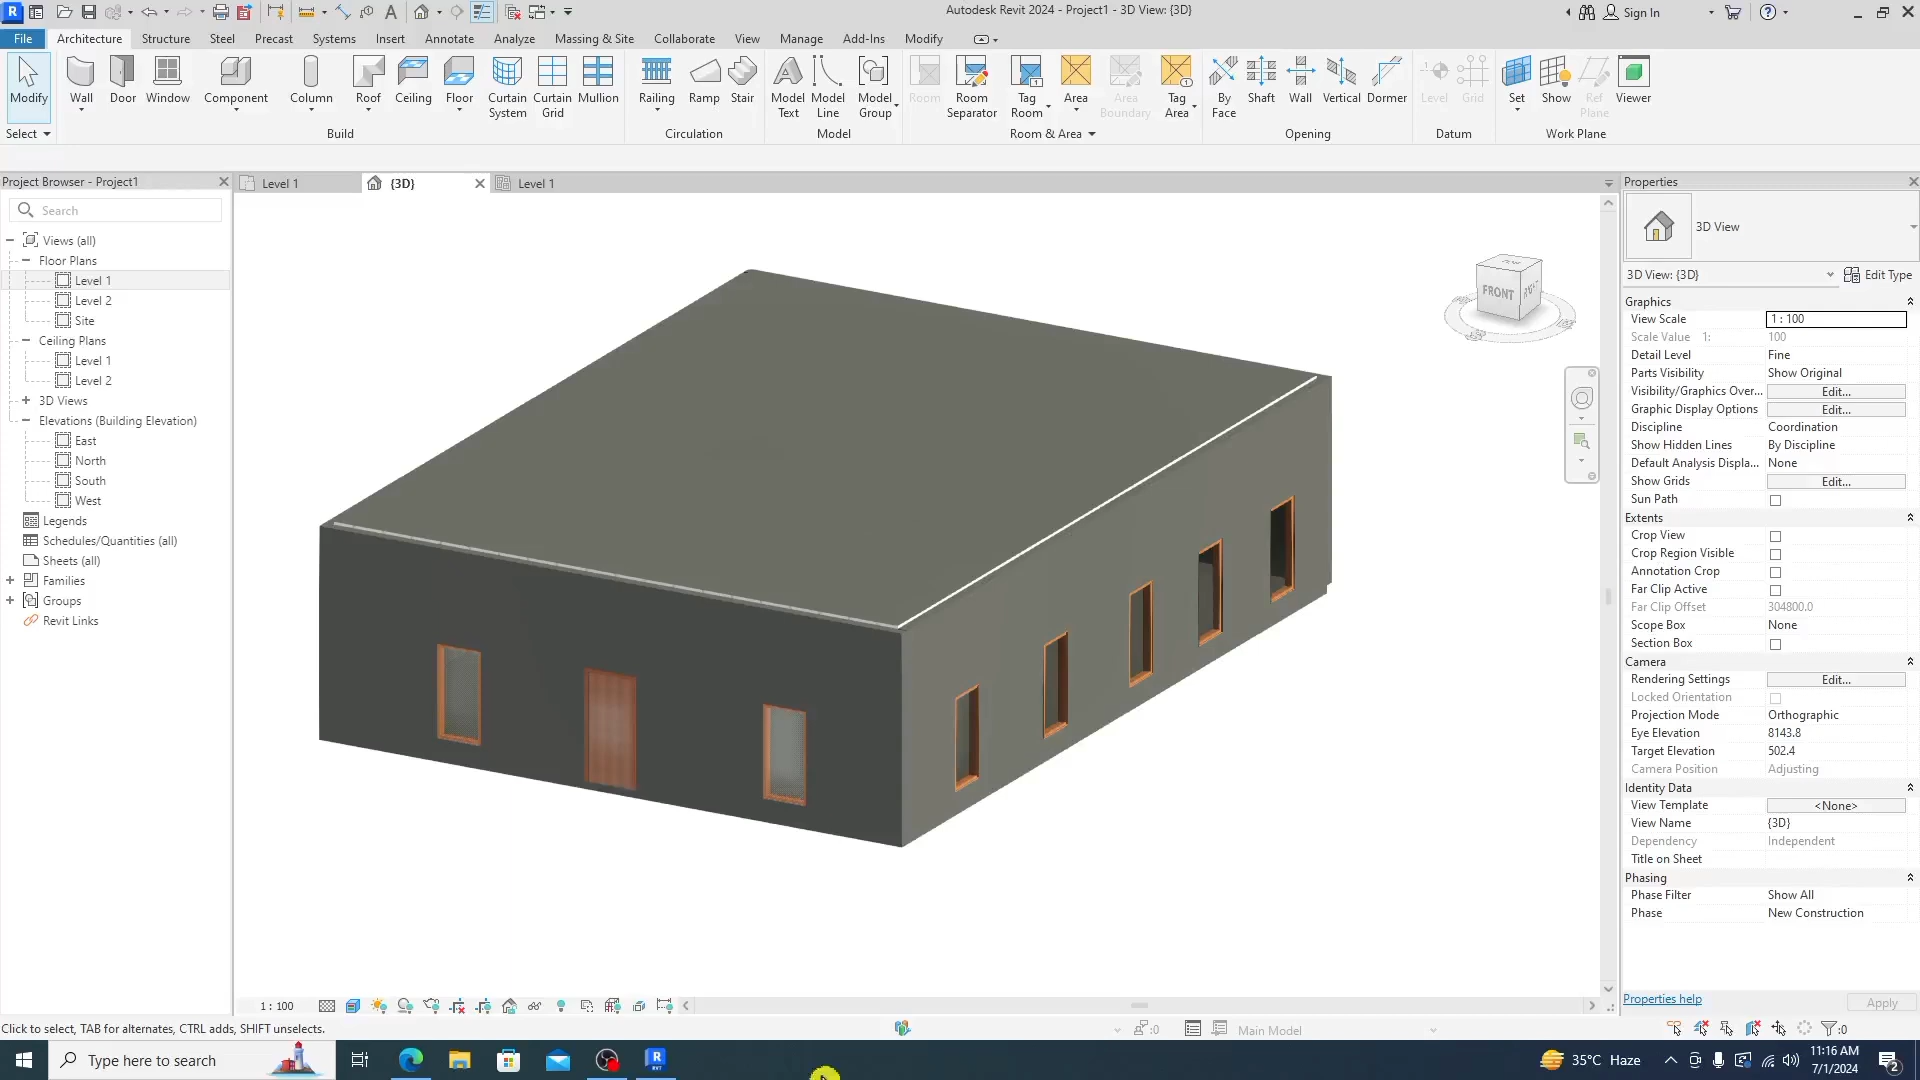 Autodesk Revit 2024 - Project1 - 3D View: {3D}
Sign In
File Architecture Structure Steel Precast Systems Insert Annotate Analyze Massing & Site Collaborate View Manage Add-Ins Modify
Modify Wall Door Window Component Column Roof Ceiling Floor Curtain System Curtain Grid Mullion Railing Ramp Stair Model Text Model Line Model Group Room Room Separator Tag Room Area Area Boundary Tag Area By Face Shaft Wall Vertical Dormer Level Grid Set Show Ref Plane Viewer
Select Build Circulation Model Room & Area Opening Datum Work Plane
Project Browser - Project1
Search
Views (all)
Floor Plans
Level 1
Level 2
Site
Ceiling Plans
Level 1
Level 2
3D Views
Elevations (Building Elevation)
East
North
South
West
Legends
Schedules/Quantities (all)
Sheets (all)
Families
Groups
Revit Links
Level 1 {3D} Level 1
FRONT
RIGHT
Properties
3D View
3D View: {3D} Edit Type
Graphics
View Scale 1 : 100
Scale Value 1: 100
Detail Level Fine
Parts Visibility Show Original
Visibility/Graphics Over... Edit...
Graphic Display Options Edit...
Discipline Coordination
Show Hidden Lines By Discipline
Default Analysis Displa... None
Show Grids Edit...
Sun Path
Extents
Crop View
Crop Region Visible
Annotation Crop
Far Clip Active
Far Clip Offset 304800.0
Scope Box None
Section Box
Camera
Rendering Settings Edit...
Locked Orientation
Projection Mode Orthographic
Eye Elevation 8143.8
Target Elevation 502.4
Camera Position Adjusting
Identity Data
View Template <None>
View Name {3D}
Dependency Independent
Title on Sheet
Phasing
Phase Filter Show All
Phase New Construction
Properties help Apply
1 : 100
Click to select, TAB for alternates, CTRL adds, SHIFT unselects.
:0
Main Model
:0
Type here to search
35°C Haze
11:16 AM
7/1/2024
2